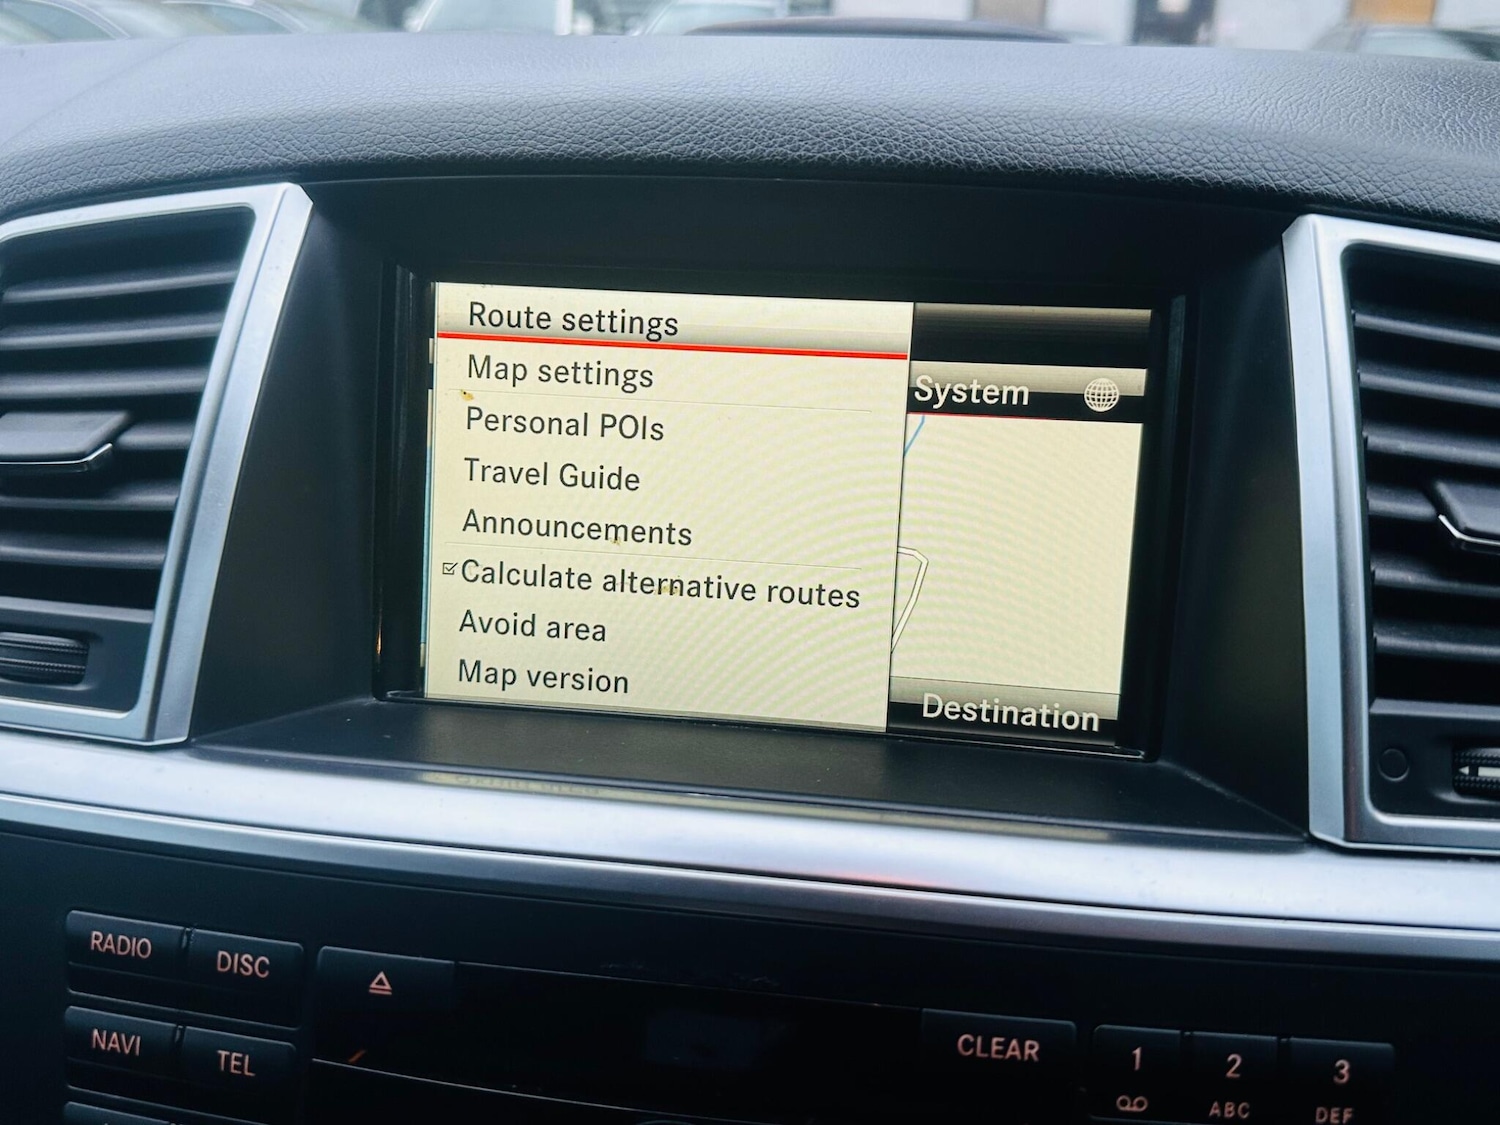 Route settings
Map settings
Personal POIs
Travel Guide
Announcements
Calculate alternative routes
Avoid area
Map version
System
Destination
RADIO
DISC
NAVI
TEL
CLEAR
1
2
ABC
3
DEF